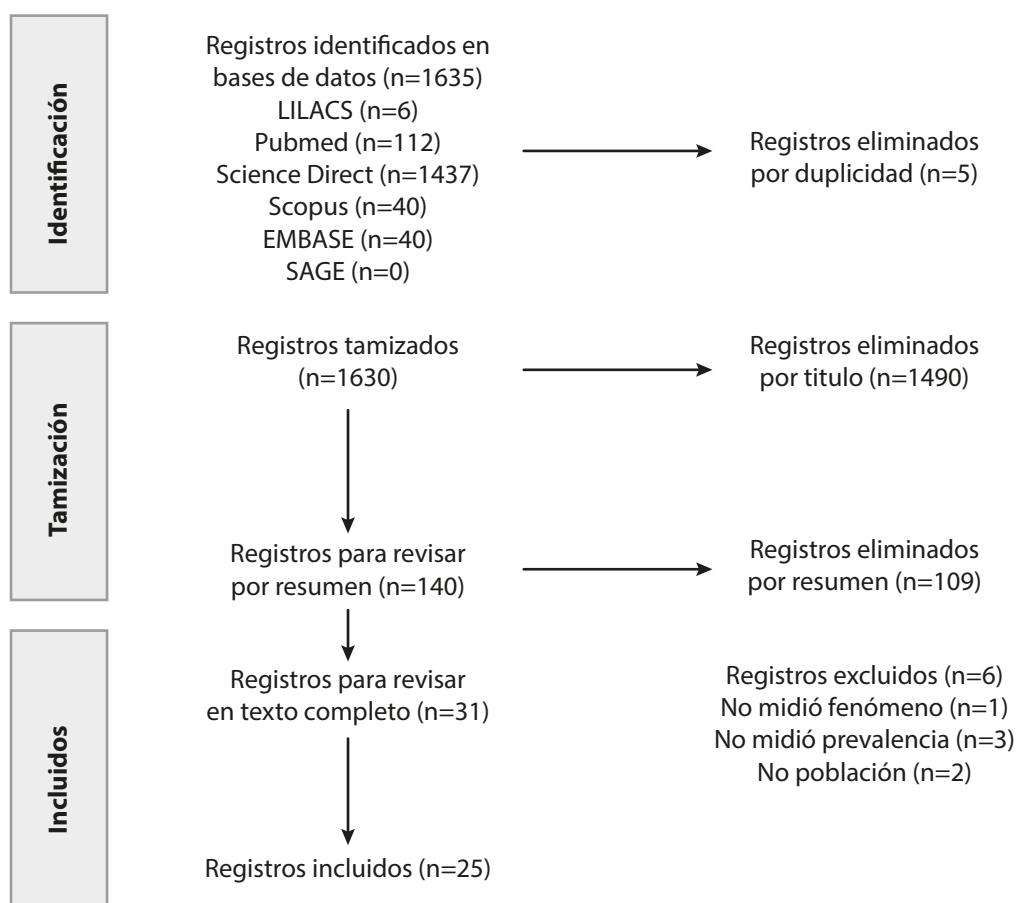 Identificación
Registros identificados en
bases de datos (n=1635)
LILACS (n=6)
Pubmed (n=112)
Science Direct (n=1437)
Scopus (n=40)
EMBASE (n=40)
SAGE (n=0)
Registros eliminados
por duplicidad (n=5)
Tamización
Registros tamizados
(n=1630)
Registros eliminados
por titulo (n=1490)
Registros para revisar
por resumen (n=140)
Registros eliminados
por resumen (n=109)
Incluidos
Registros para revisar
en texto completo (n=31)
Registros excluidos (n=6)
No midió fenómeno (n=1)
No midió prevalencia (n=3)
No población (n=2)
Registros incluidos (n=25)